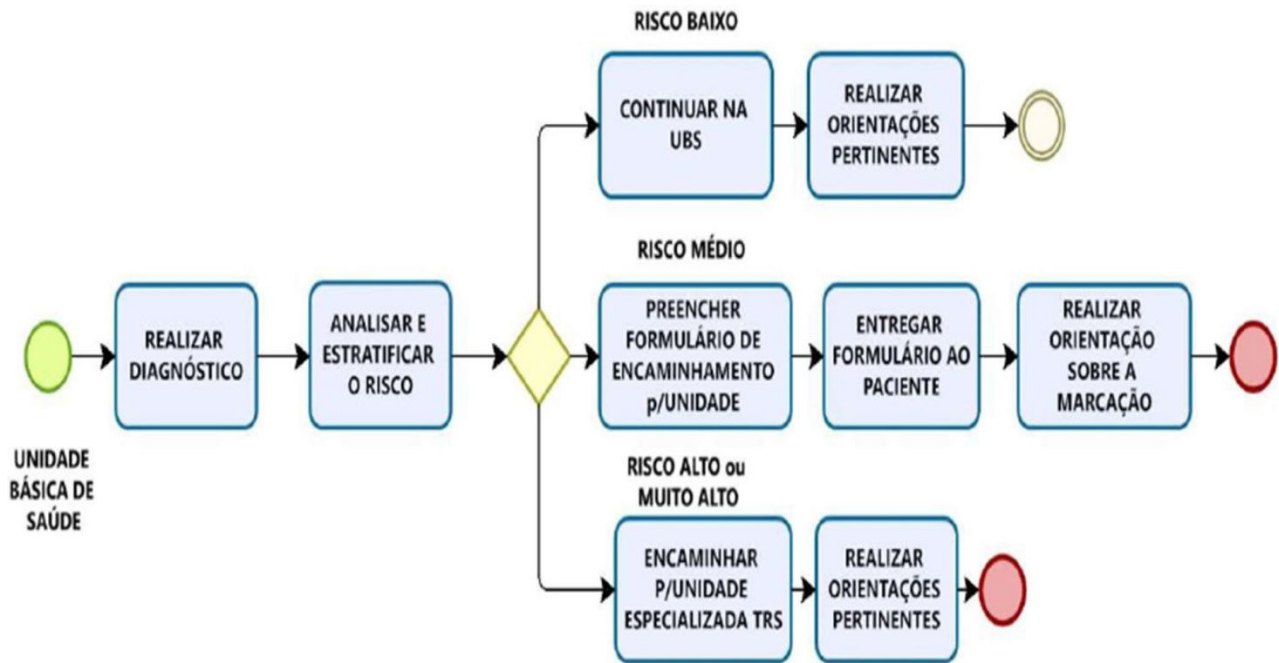 UNIDADE
BÁSICA DE
SAÚDE
REALIZAR
DIAGNÓSTICO
ANALISAR E
ESTRATIFICAR
O RISCO
RISCO BAIXO
CONTINUAR NA
UBS
REALIZAR
ORIENTAÇÕES
PERTINENTES
RISCO MÉDIO
PREENCHER
FORMULÁRIO DE
ENCAMINHAMENTO
p/UNIDADE
ENTREGAR
FORMULÁRIO AO
PACIENTE
REALIZAR
ORIENTAÇÃO
SOBRE A
MARCAÇÃO
RISCO ALTO ou
MUITO ALTO
ENCAMINHAR
P/UNIDADE
ESPECIALIZADA TRS
REALIZAR
ORIENTAÇÕES
PERTINENTES